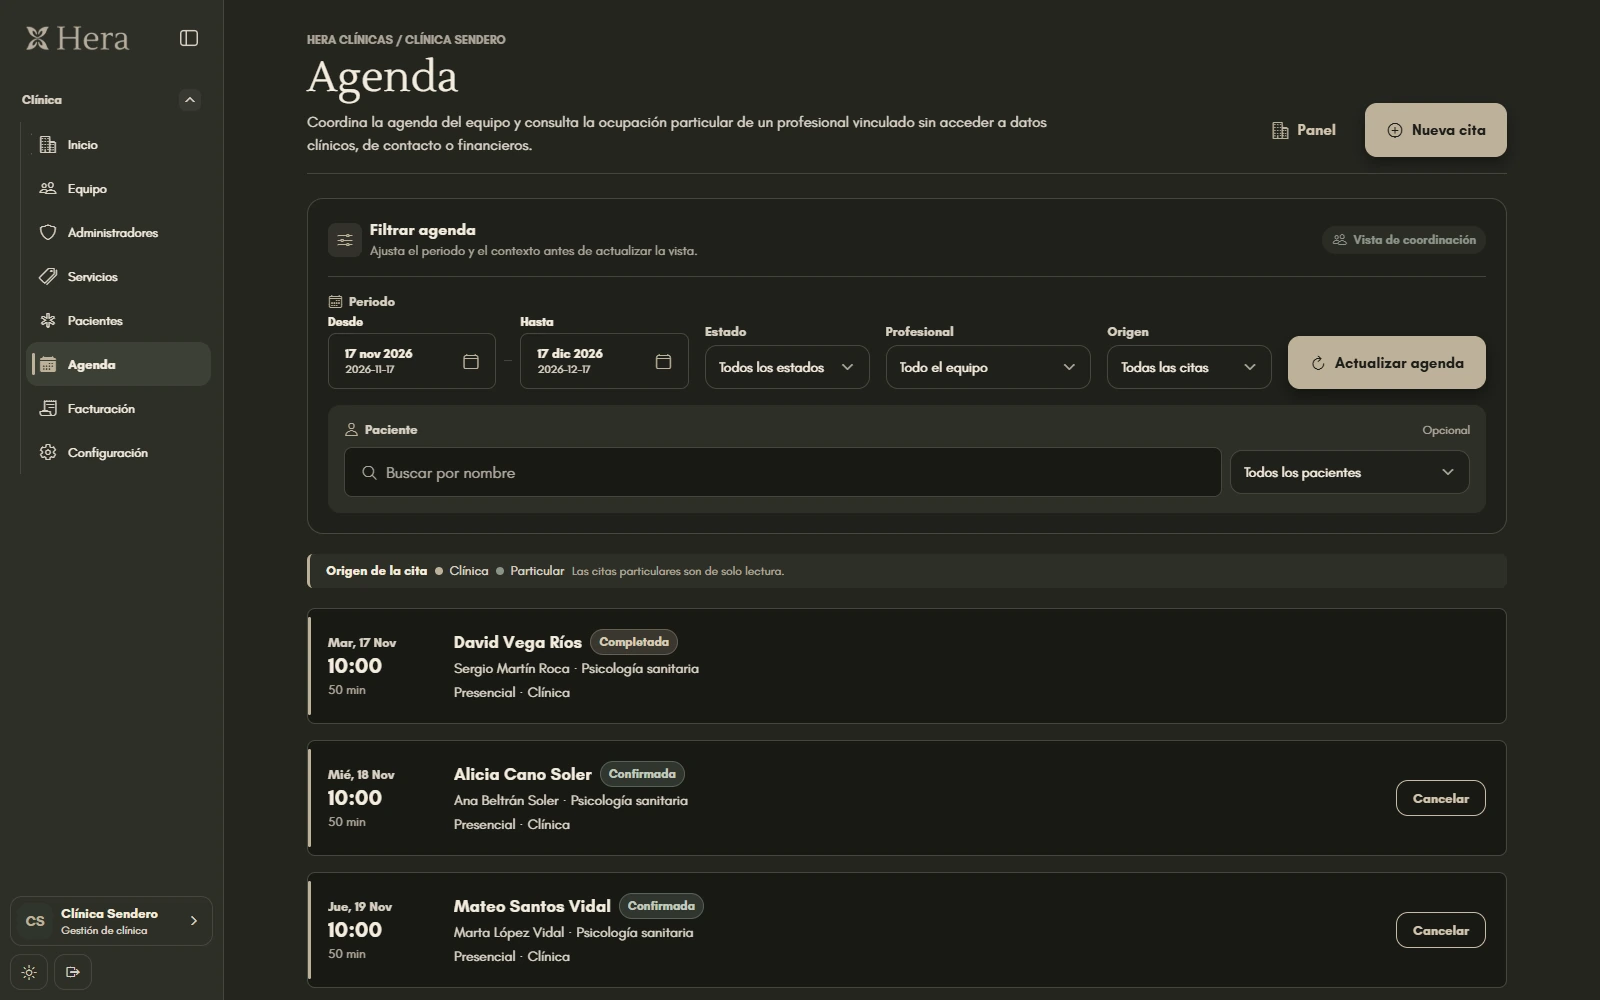 Hera
Clínica
Inicio
Equipo
Administradores
Servicios
Pacientes
Agenda
Facturación
Configuración
CS
Clínica Sendero
Gestión de clínica
HERA CLÍNICAS / CLÍNICA SENDERO
Agenda
Coordina la agenda del equipo y consulta la ocupación particular de un profesional vinculado sin acceder a datos
clínicos, de contacto o financieros.
Panel
Nueva cita
Filtrar agenda
Ajusta el periodo y el contexto antes de actualizar la vista.
Vista de coordinación
Periodo
Desde
17 nov 2026
2026-11-17
–
Hasta
17 dic 2026
2026-12-17
Estado
Todos los estados
Profesional
Todo el equipo
Origen
Todas las citas
Actualizar agenda
Paciente
Opcional
Buscar por nombre
Todos los pacientes
Origen de la cita Clínica Particular Las citas particulares son de solo lectura.
Mar, 17 Nov
10:00
50 min
David Vega Ríos Completada
Sergio Martín Roca · Psicología sanitaria
Presencial · Clínica
Mié, 18 Nov
10:00
50 min
Alicia Cano Soler Confirmada
Ana Beltrán Soler · Psicología sanitaria
Presencial · Clínica
Cancelar
Jue, 19 Nov
10:00
50 min
Mateo Santos Vidal Confirmada
Marta López Vidal · Psicología sanitaria
Presencial · Clínica
Cancelar